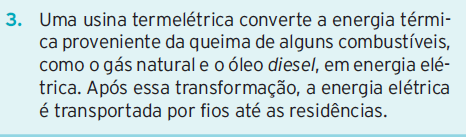 3. Uma usina termelétrica converte a energia térmi-
ca proveniente da queima de alguns combustíveis,
como o gás natural e o óleo diesel, em energia elé-
trica. Após essa transformação, a energia elétrica
é transportada por fios até as residências.